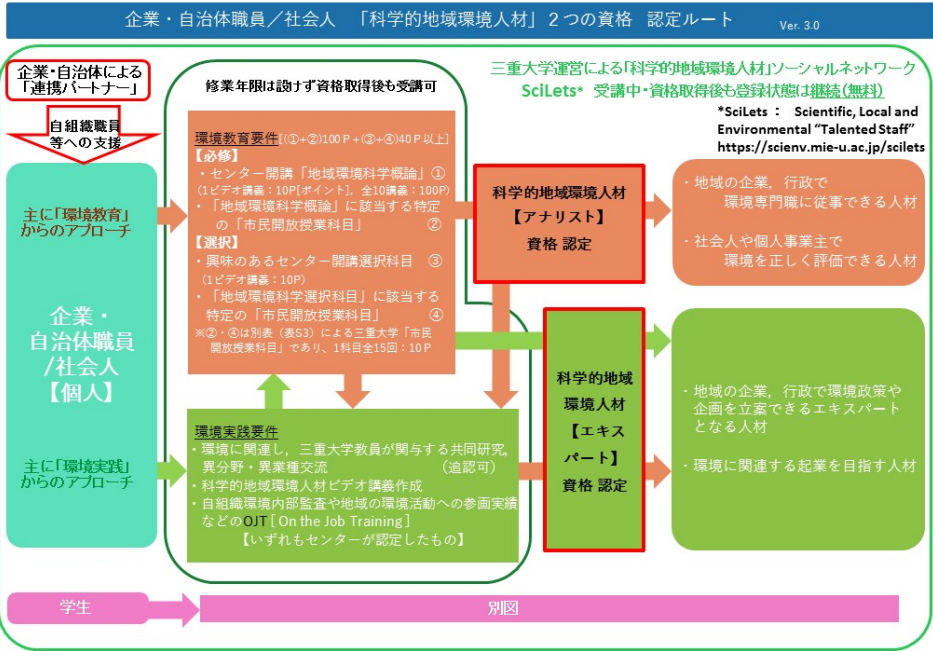 企業・自治体職員／社会人　「科学的地域環境人材」２つの資格　認定ルート　Ver. 3.0
企業・自治体による
「連携パートナー」
自組織職員
等への支援
主に「環境教育」
からのアプローチ
企業・
自治体職員
/社会人
【個人】
主に「環境実践」
からのアプローチ
修業年限は設けず資格取得後も受講可
環境教育要件[(①+②)100Ｐ+(③+④)40Ｐ以上]
【必修】
・センター開講「地域環境科学概論」①
(1ビデオ講義：10P[ポイント]，全10講義：100P)
・「地域環境科学概論」に該当する特定
の「市民開放授業科目」　②
【選択】
・興味のあるセンター開講選択科目　③
(1ビデオ講義：10P)
・「地域環境科学選択科目」に該当する
特定の「市民開放授業科目」　④
※②・④は別表（表S3）による三重大学「市民
開放授業科目」であり、1科目全15回：10Ｐ
環境実践要件
・環境に関連し，三重大学教員が関与する共同研究，
異分野・異業種交流　（追認可）
・科学的地域環境人材ビデオ講義作成
・自組織環境内部監査や地域の環境活動への参画実績
などのOJT［On the Job Training］
【いずれもセンターが認定したもの】
三重大学運営による「科学的地域環境人材」ソーシャルネットワーク
SciLets*　受講中・資格取得後も登録状態は継続(無料)
*SciLets ：　Scientific, Local and
Environmental “Talented Staff”
https://scienv.mie-u.ac.jp/scilets
科学的地域環境人材
【アナリスト】
資格 認定
・地域の企業，行政で
環境専門職に従事できる人材
・社会人や個人事業主で
環境を正しく評価できる人材
科学的地域
環境人材
【エキス
パート】
資格 認定
・地域の企業，行政で環境政策や
企画を立案できるエキスパート
となる人材
・環境に関連する起業を目指す人材
学生
別図